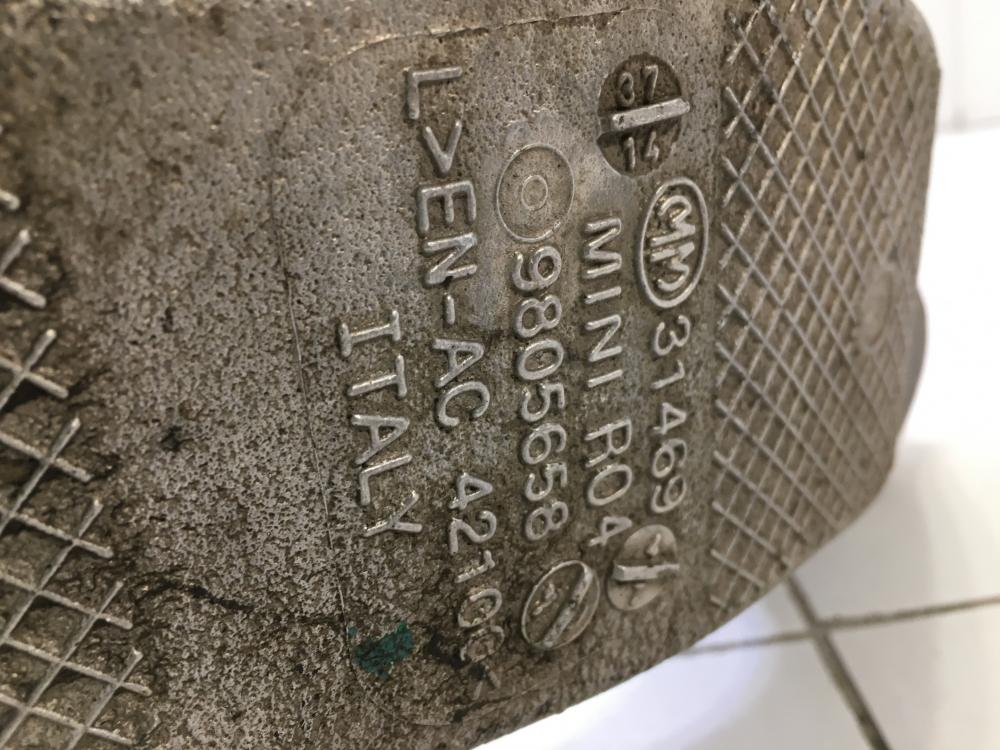 37
14
MM 31469
MINI R04
9805658
L>EN-AC 42100<
ITALY